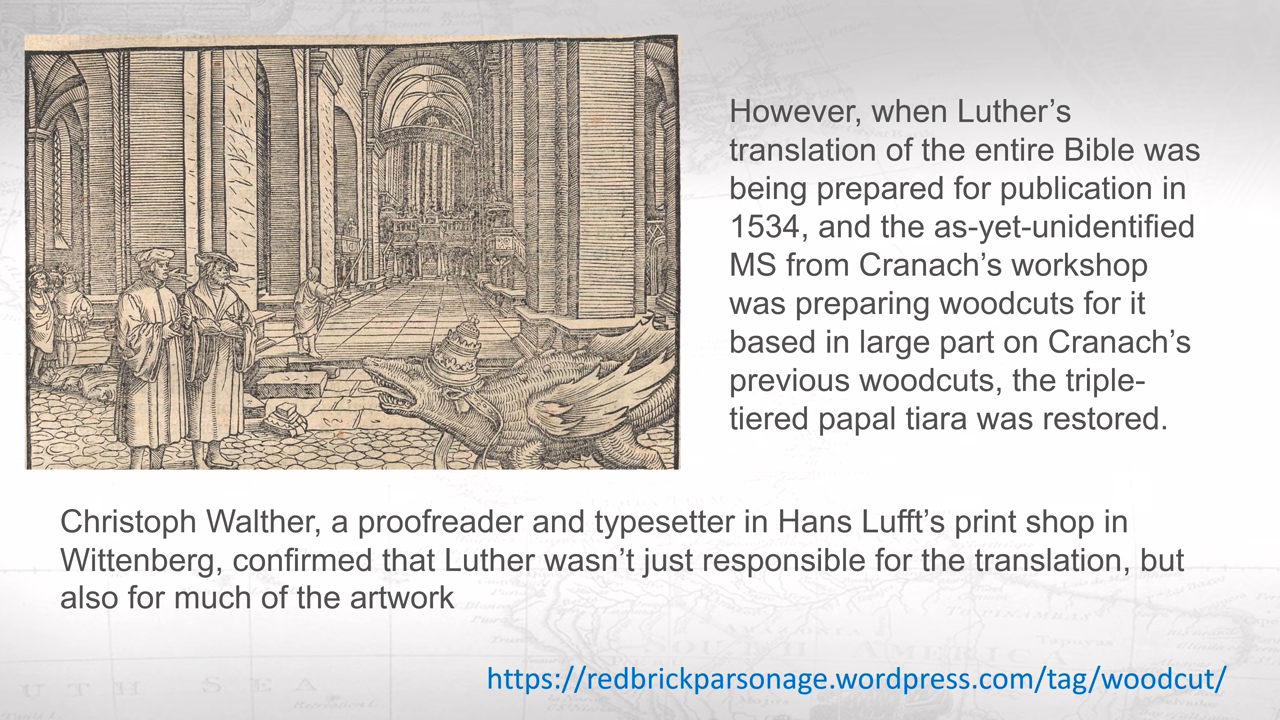 However, when Luther’s
translation of the entire Bible was
being prepared for publication in
1534, and the as-yet-unidentified
MS from Cranach’s workshop
was preparing woodcuts for it
based in large part on Cranach’s
previous woodcuts, the triple-
tiered papal tiara was restored.
Christoph Walther, a proofreader and typesetter in Hans Lufft’s print shop in
Wittenberg, confirmed that Luther wasn’t just responsible for the translation, but
also for much of the artwork
SOUTH AMERICA
UTH SEA
https://redbrickparsonage.wordpress.com/tag/woodcut/